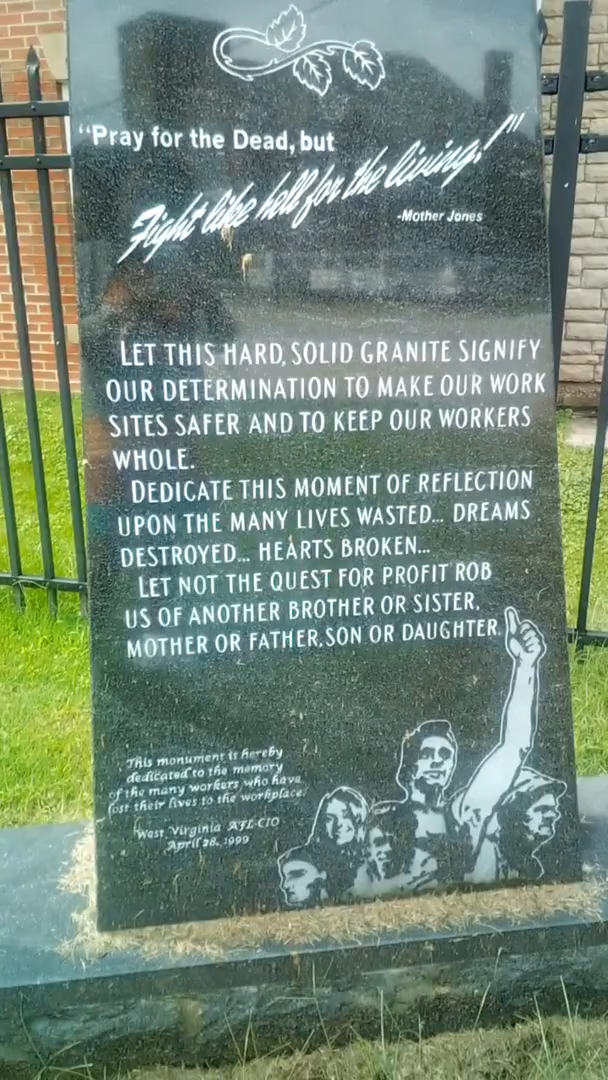 “Pray for the Dead, but
Fight like hell for the living!”
-Mother Jones
LET THIS HARD, SOLID GRANITE SIGNIFY
OUR DETERMINATION TO MAKE OUR WORK
SITES SAFER AND TO KEEP OUR WORKERS
WHOLE.
DEDICATE THIS MOMENT OF REFLECTION
UPON THE MANY LIVES WASTED... DREAMS
DESTROYED... HEARTS BROKEN...
LET NOT THE QUEST FOR PROFIT ROB
US OF ANOTHER BROTHER OR SISTER,
MOTHER OR FATHER, SON OR DAUGHTER.
This monument is hereby
dedicated to the memory
of the many workers who have
lost their lives to the workplace.
West Virginia AFL-CIO
April 28, 1999